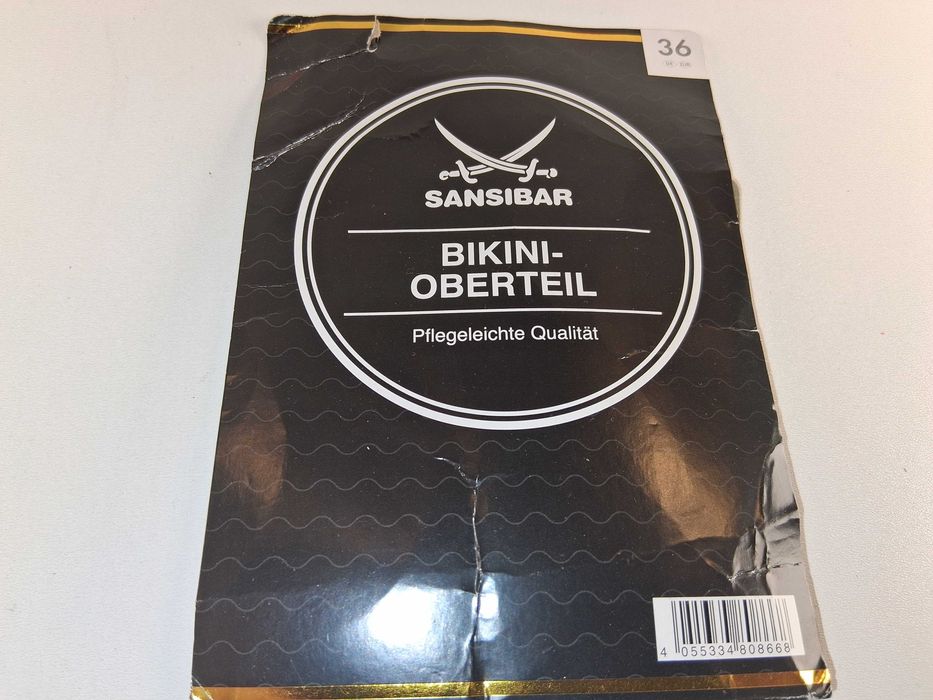 36
SANSIBAR
BIKINI-
OBERTEIL
Pflegeleichte Qualität
4 055334 808668